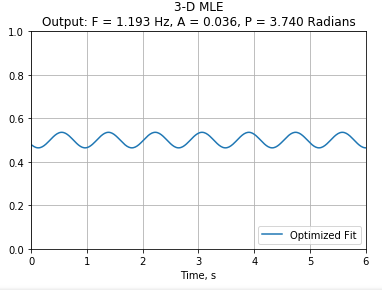 3-D MLE
Output: F = 1.193 Hz, A = 0.036, P = 3.740 Radians
1.0
0.8
0.6
0.4
0.2
0.0
Optimized Fit
0 1 2 3 4 5 6
Time, s